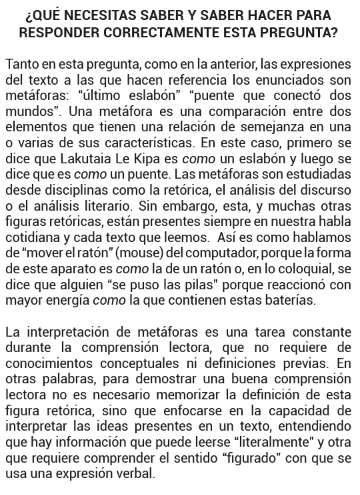 ¿QUÉ NECESITAS SABER Y SABER HACER PARA
RESPONDER CORRECTAMENTE ESTA PREGUNTA?
Tanto en esta pregunta, como en la anterior, las expresiones
del texto a las que hacen referencia los enunciados son
metáforas: “último eslabón” “puente que conectó dos
mundos”. Una metáfora es una comparación entre dos
elementos que tienen una relación de semejanza en una
o varias de sus características. En este caso, primero se
dice que Lakutaia Le Kipa es como un eslabón y luego se
dice que es como un puente. Las metáforas son estudiadas
desde disciplinas como la retórica, el análisis del discurso
o el análisis literario. Sin embargo, esta, y muchas otras
figuras retóricas, están presentes siempre en nuestra habla
cotidiana y cada texto que leemos. Así es como hablamos
de “mover el ratón” (mouse) del computador, porque la forma
de este aparato es como la de un ratón o, en lo coloquial, se
dice que alguien “se puso las pilas” porque reaccionó con
mayor energía como la que contienen estas baterías.
La interpretación de metáforas es una tarea constante
durante la comprensión lectora, que no requiere de
conocimientos conceptuales ni definiciones previas. En
otras palabras, para demostrar una buena comprensión
lectora no es necesario memorizar la definición de esta
figura retórica, sino que enfocarse en la capacidad de
interpretar las ideas presentes en un texto, entendiendo
que hay información que puede leerse “literalmente” y otra
que requiere comprender el sentido “figurado” con que se
usa una expresión verbal.